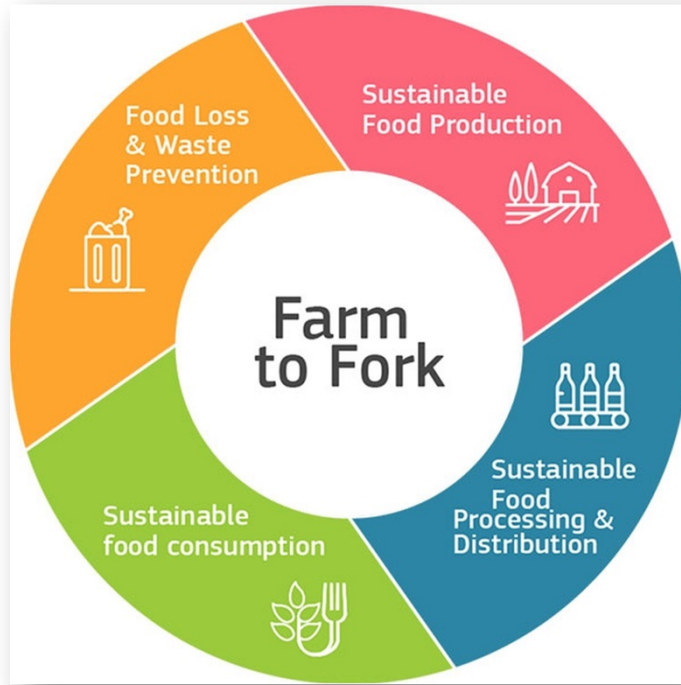 Food Loss
& Waste
Prevention
Sustainable
Food Production
Farm
to Fork
Sustainable
Food
Processing &
Distribution
Sustainable
food consumption